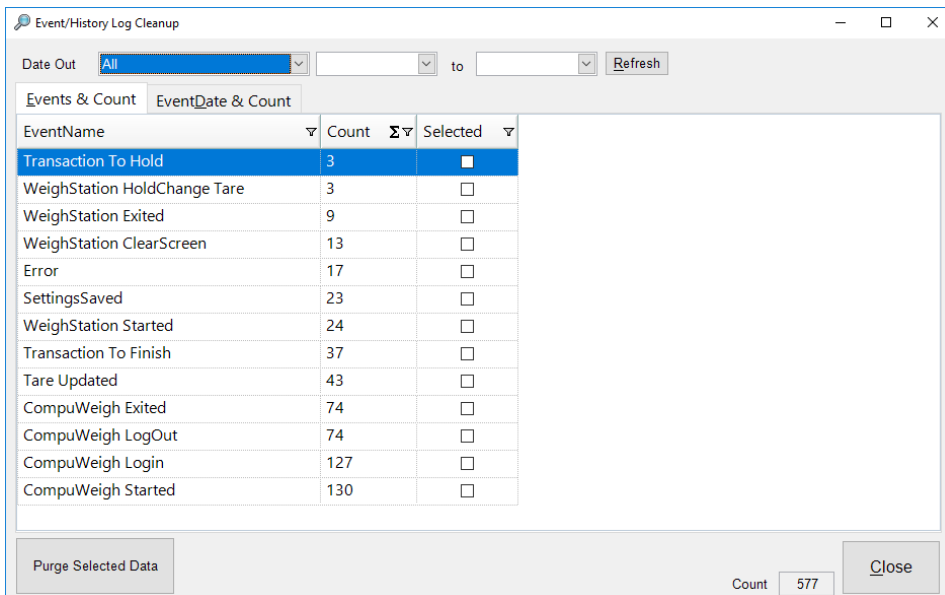 Event/History Log Cleanup
Date Out All to Refresh
Events & Count EventDate & Count
EventName Count Σ Selected
Transaction To Hold 3
WeighStation HoldChange Tare 3
WeighStation Exited 9
WeighStation ClearScreen 13
Error 17
SettingsSaved 23
WeighStation Started 24
Transaction To Finish 37
Tare Updated 43
CompuWeigh Exited 74
CompuWeigh LogOut 74
CompuWeigh Login 127
CompuWeigh Started 130
Purge Selected Data Close
Count 577